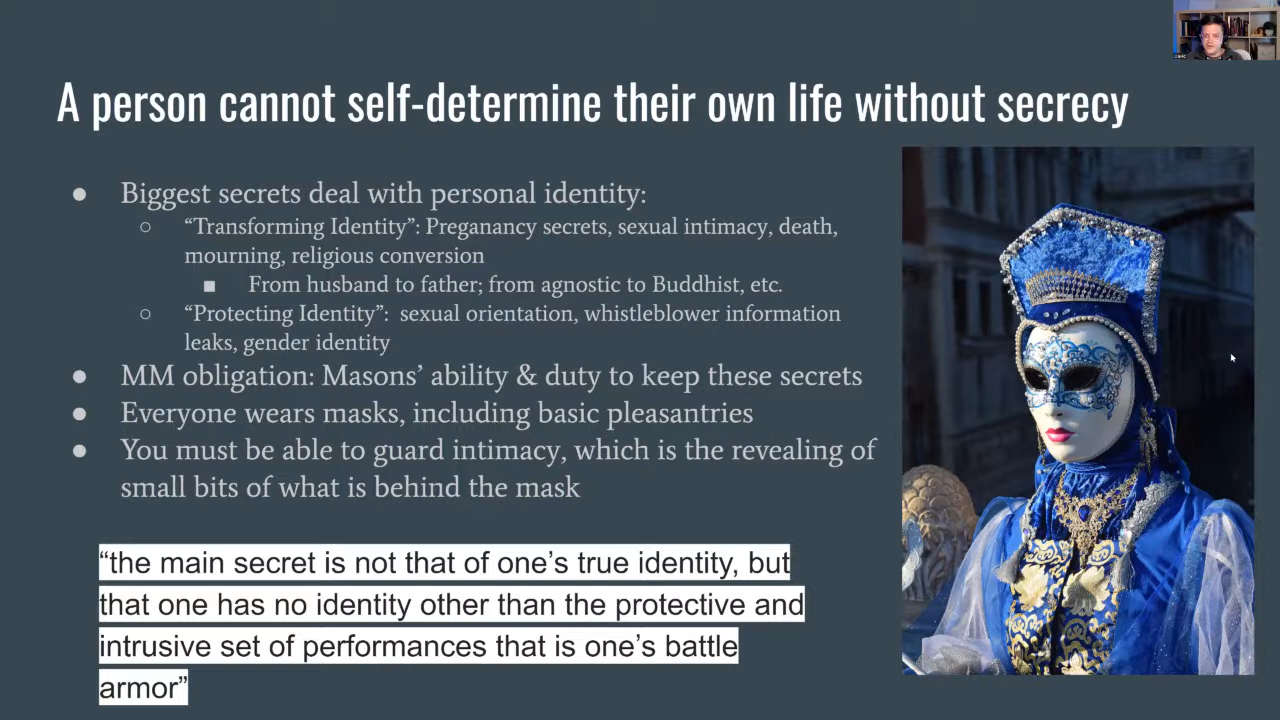 A person cannot self-determine their own life without secrecy
● Biggest secrets deal with personal identity:
○ “Transforming Identity”: Preganancy secrets, sexual intimacy, death,
mourning, religious conversion
■ From husband to father; from agnostic to Buddhist, etc.
○ “Protecting Identity”: sexual orientation, whistleblower information
leaks, gender identity
● MM obligation: Masons’ ability & duty to keep these secrets
● Everyone wears masks, including basic pleasantries
● You must be able to guard intimacy, which is the revealing of
small bits of what is behind the mask
“the main secret is not that of one’s true identity, but
that one has no identity other than the protective and
intrusive set of performances that is one’s battle
armor”